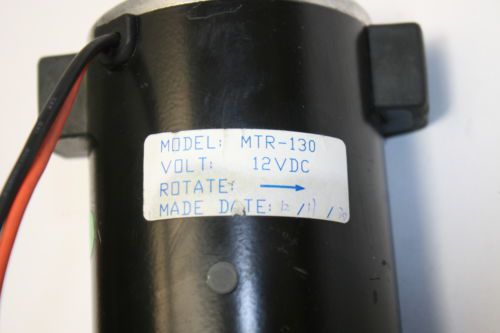 MODEL: MTR-130
VOLT: 12VDC
ROTATE: →
MADE DATE: